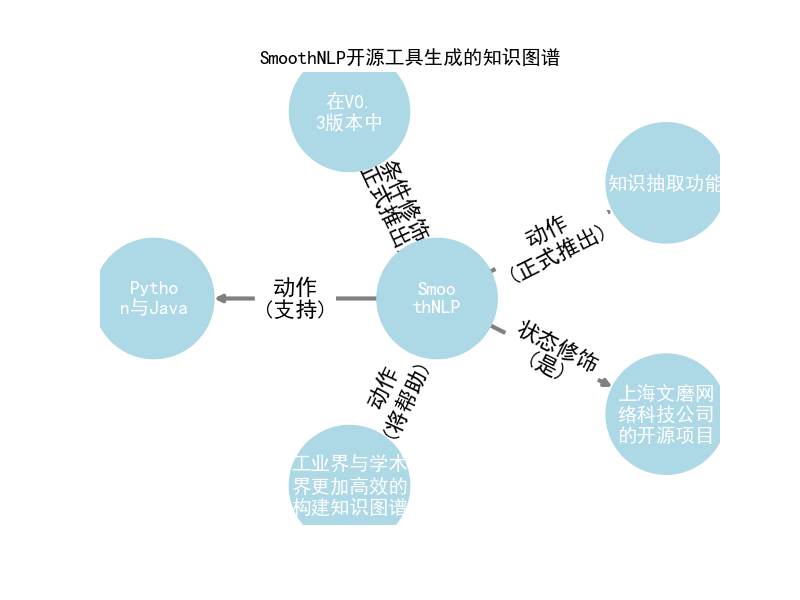 SmoothNLP开源工具生成的知识图谱
在V0.
3版本中
条件修饰
(正式推出)
知识抽取功能
动作
(正式推出)
Pytho
n与Java
动作
(支持)
Smoo
thNLP
状态修饰
(是)
上海文磨网
络科技公司
的开源项目
动作
(将帮助)
工业界与学术
界更加高效的
构建知识图谱